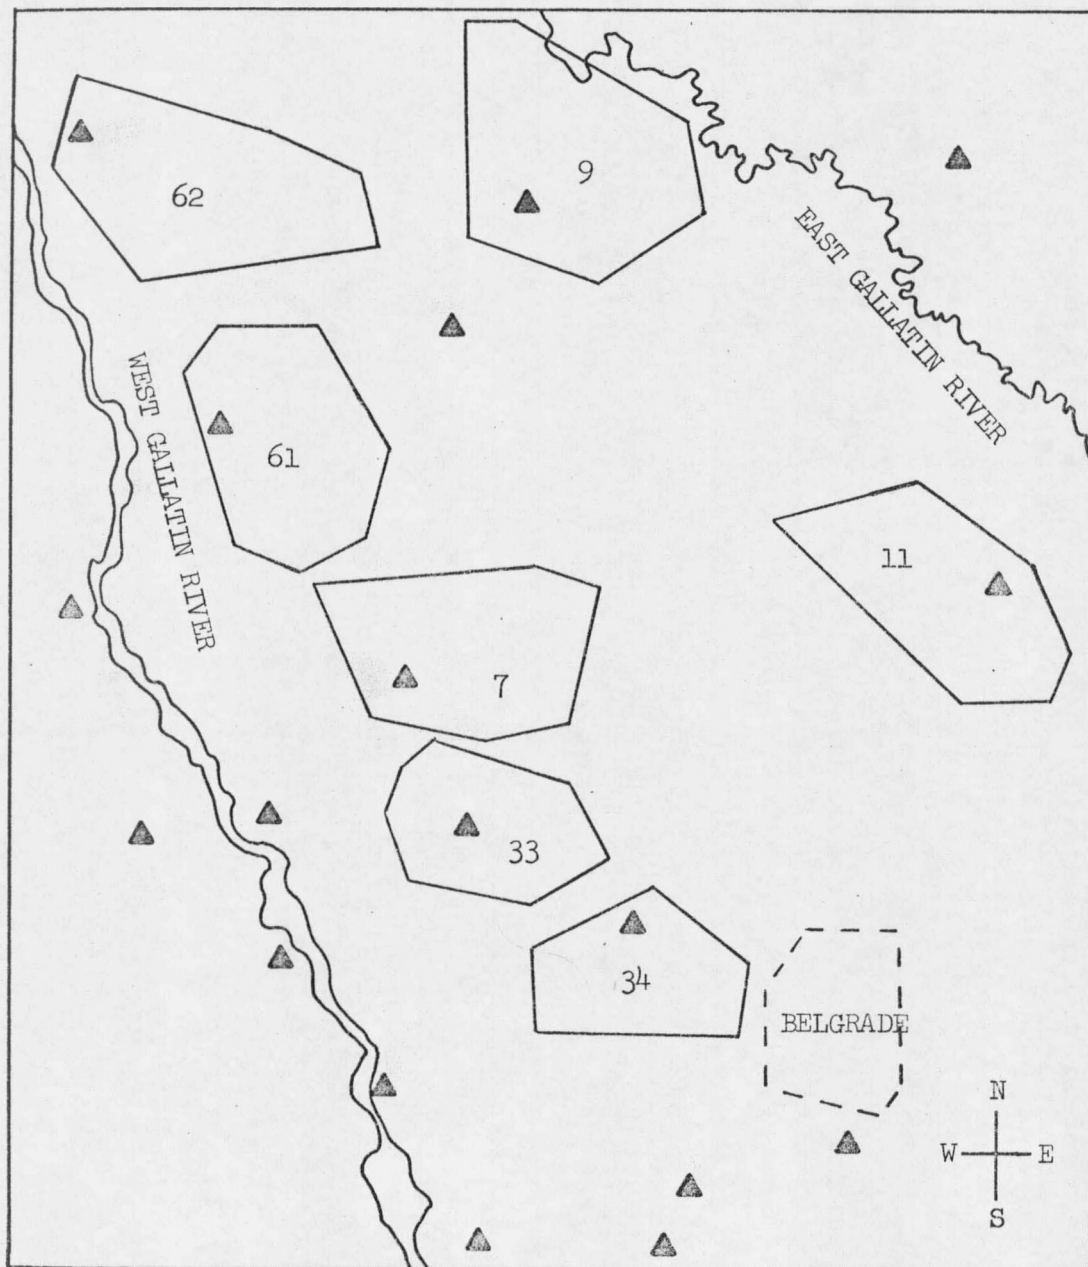 62
9
EAST GALLATIN RIVER
WEST GALLATIN RIVER
61
11
7
33
34
BELGRADE
N
W E
S